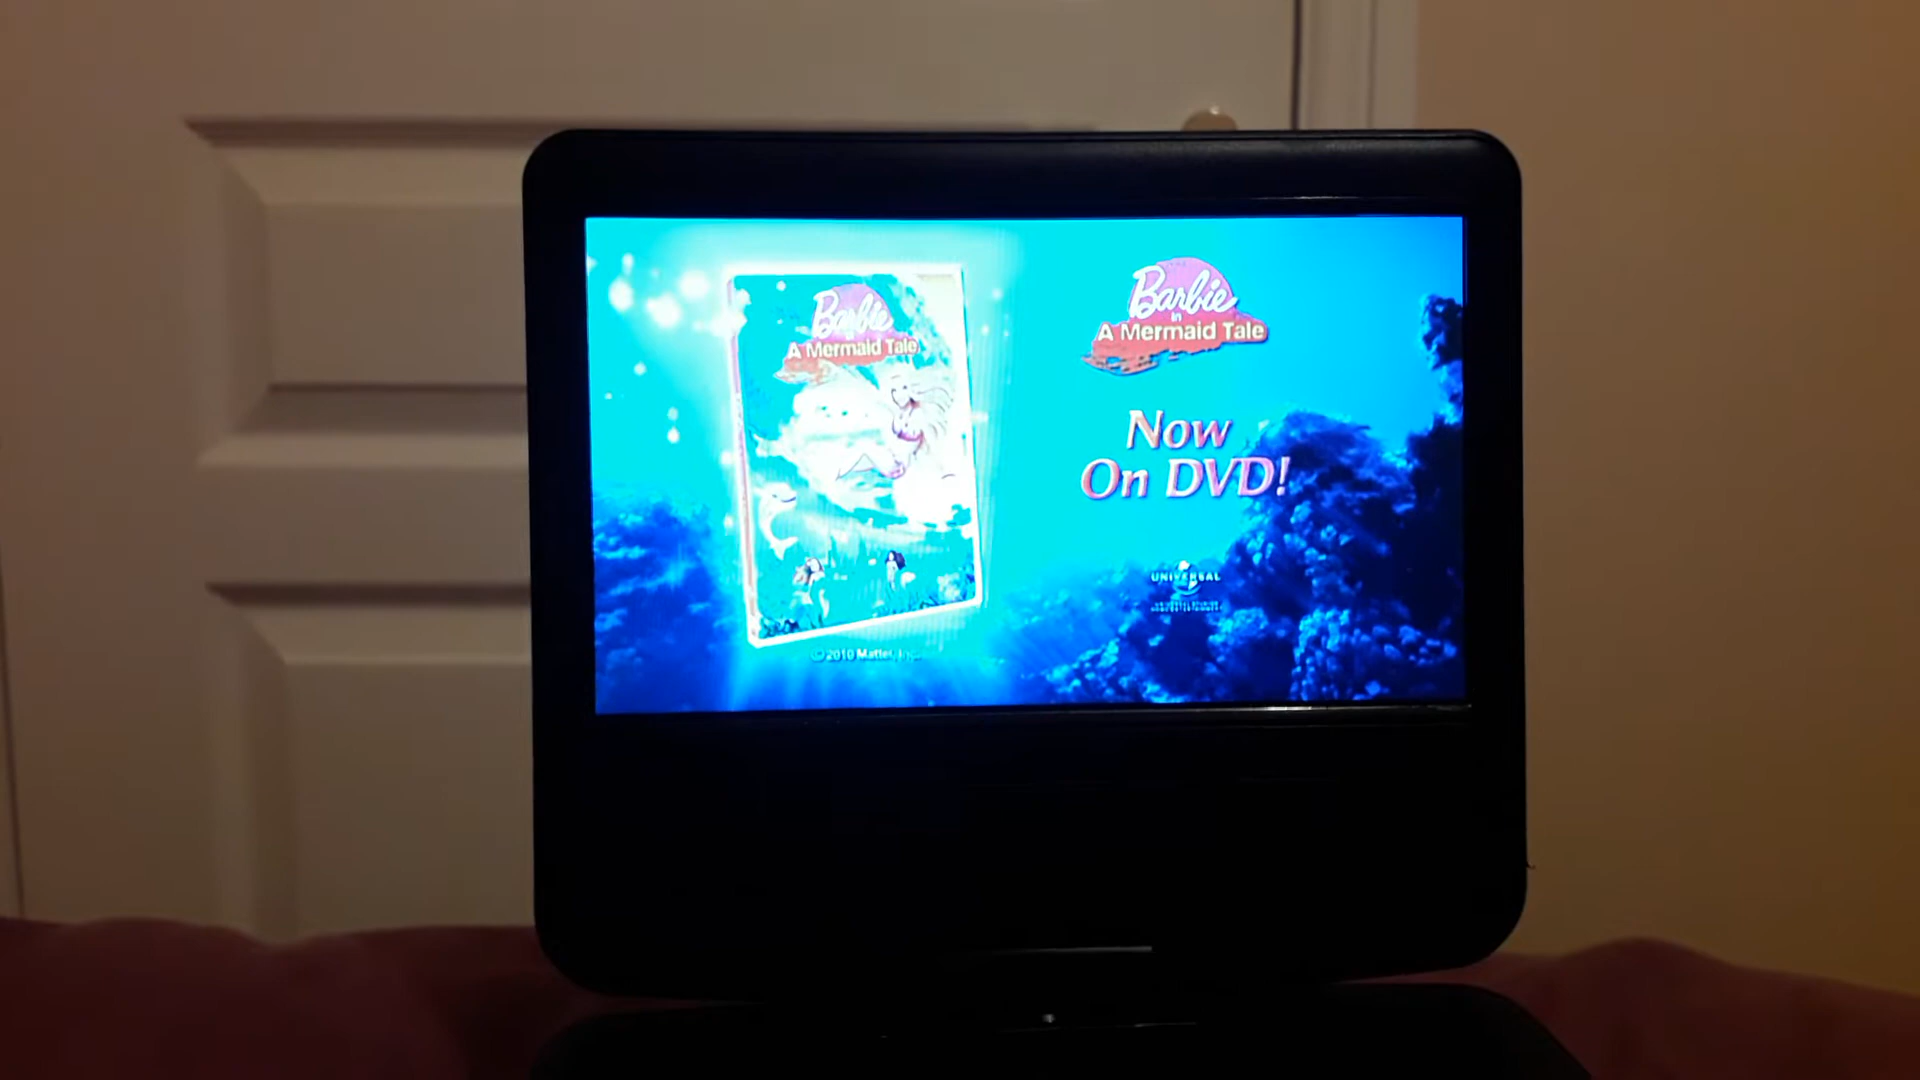 Barbie
A Mermaid Tale
Barbie
in
A Mermaid Tale
Now
On DVD!
UNIVERSAL
© 2010 Mattel, Inc.